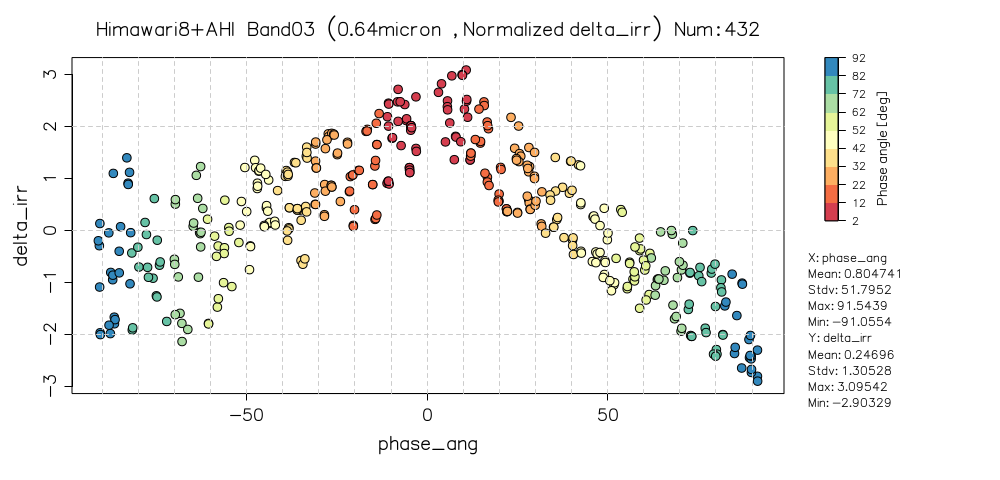 Himawari8+AHI Band03 (0.64micron ,Normalized delta_irr) Num:432
3
2
1
0
−1
−2
−3
delta_irr
−50
0
50
phase_ang
92
82
72
62
52
42
32
22
12
2
Phase angle [deg]
X: phase_ang
Mean: 0.804741
Stdv: 51.7952
Max: 91.5439
Min: −91.0554
Y: delta_irr
Mean: 0.24696
Stdv: 1.30528
Max: 3.09542
Min: −2.90329